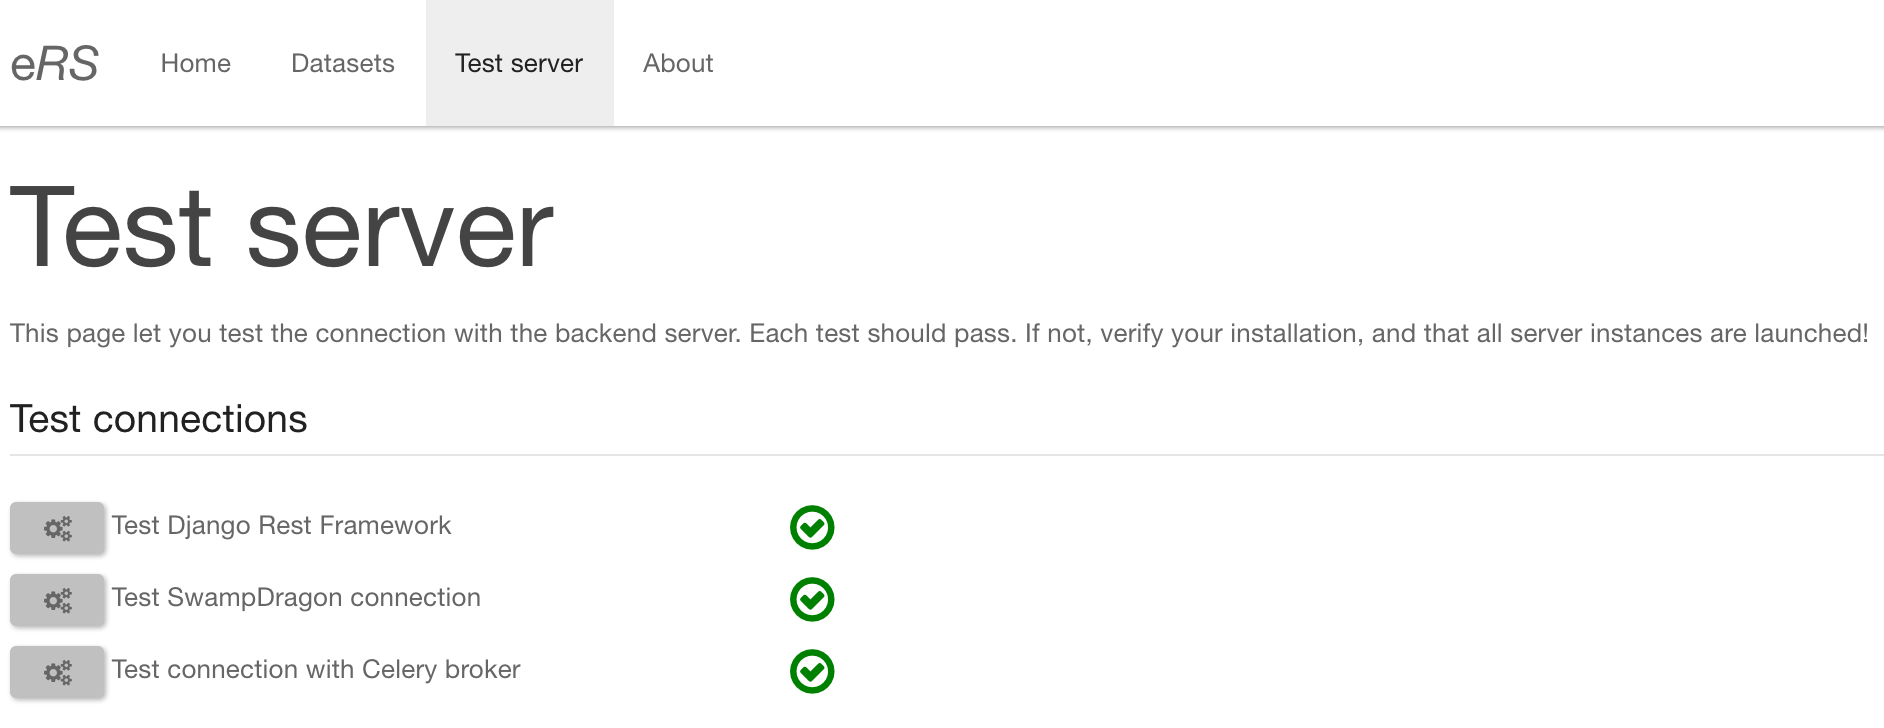 eRS Home Datasets Test server About
Test server
This page let you test the connection with the backend server. Each test should pass. If not, verify your installation, and that all server instances are launched!
Test connections
Test Django Rest Framework
Test SwampDragon connection
Test connection with Celery broker